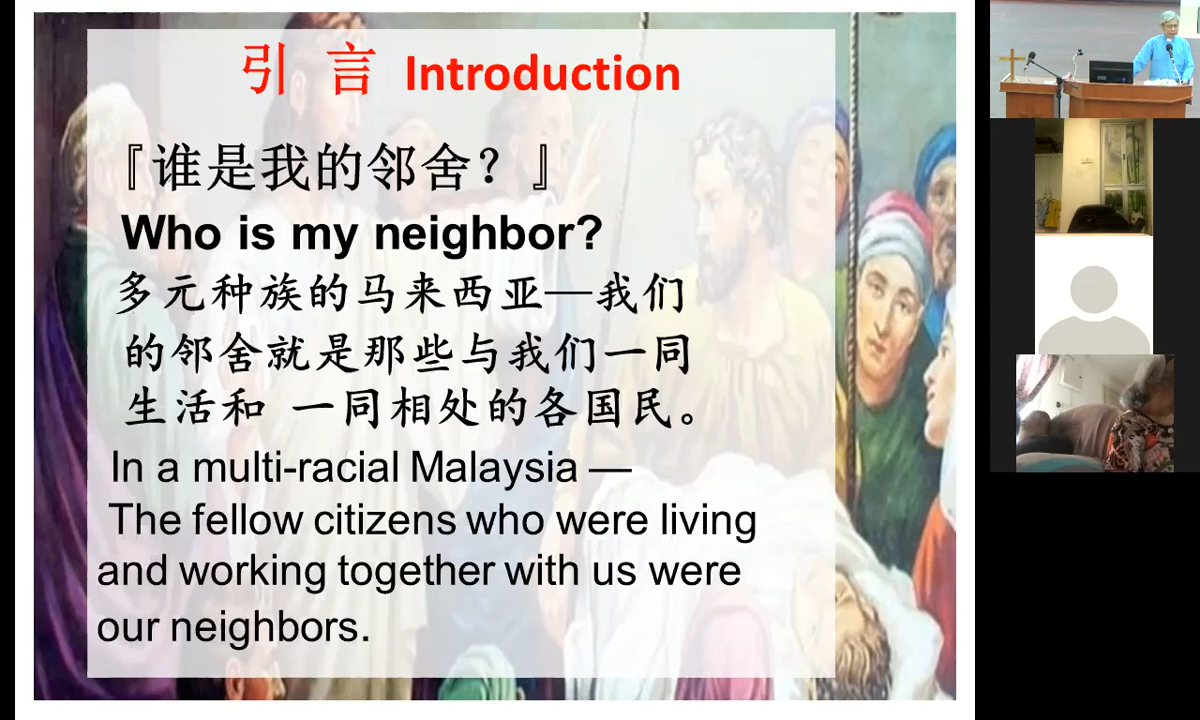 引 言 Introduction
『谁是我的邻舍？』
Who is my neighbor?
多元种族的马来西亚—我们
的邻舍就是那些与我们一同
生活和 一同相处的各国民。
In a multi-racial Malaysia —
The fellow citizens who were living
and working together with us were
our neighbors.